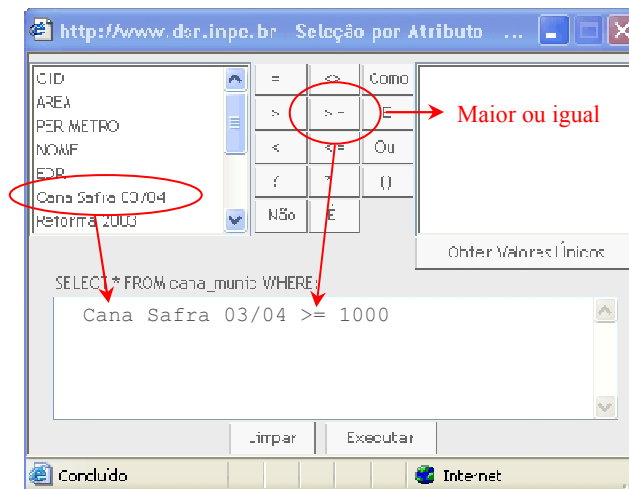 http://www.dsr.inpe.br Seleção por Atributo ...
CID
AREA
PERIMETRO
NOME
EDR
Cana Safra 03/04
Reforma 2003
= <> Como
> >= E
< <= Ou
( * ()
Não E
Maior ou igual
Obter Valores Únicos
SELECT * FROM cana_munic WHERE:
Cana Safra 03/04 >= 1000
Limpar Executar
Concluído Internet